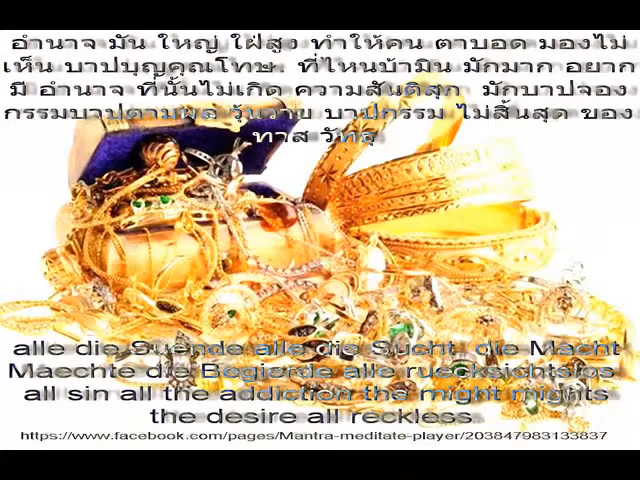 อำนาจ มัน ใหญ่ ใฝ่สูง ทำให้คน ตาบอด มองไม่
เห็น บาปบุญคุณโทษ. ที่ไหนบ้ามิน มักมาก อยาก
มี อำนาจ ที่นั้นไม่เกิด ความสันติสุก มักบาปจอง
กรรมบาปตามผล วุ้นวาย บาปกรรม ไม่สิ้นสุด ของ
ทาส วัทธุ
alle die Suende alle die Sucht, die Macht
Maechte die Begierde alle ruecksichtslos
all sin all the addiction the might mights
the desire all reckless.
https://www.facebook.com/pages/Mantra-meditate-player/203847983133837